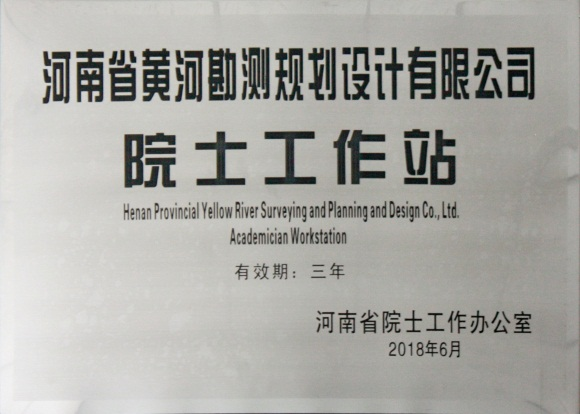 河南省黄河勘测规划设计有限公司
院士工作站
Henan Provincial Yellow River Surveying and Planning and Design Co., Ltd.
Academician Workstation
有效期：三年
河南省院士工作办公室
2018年6月